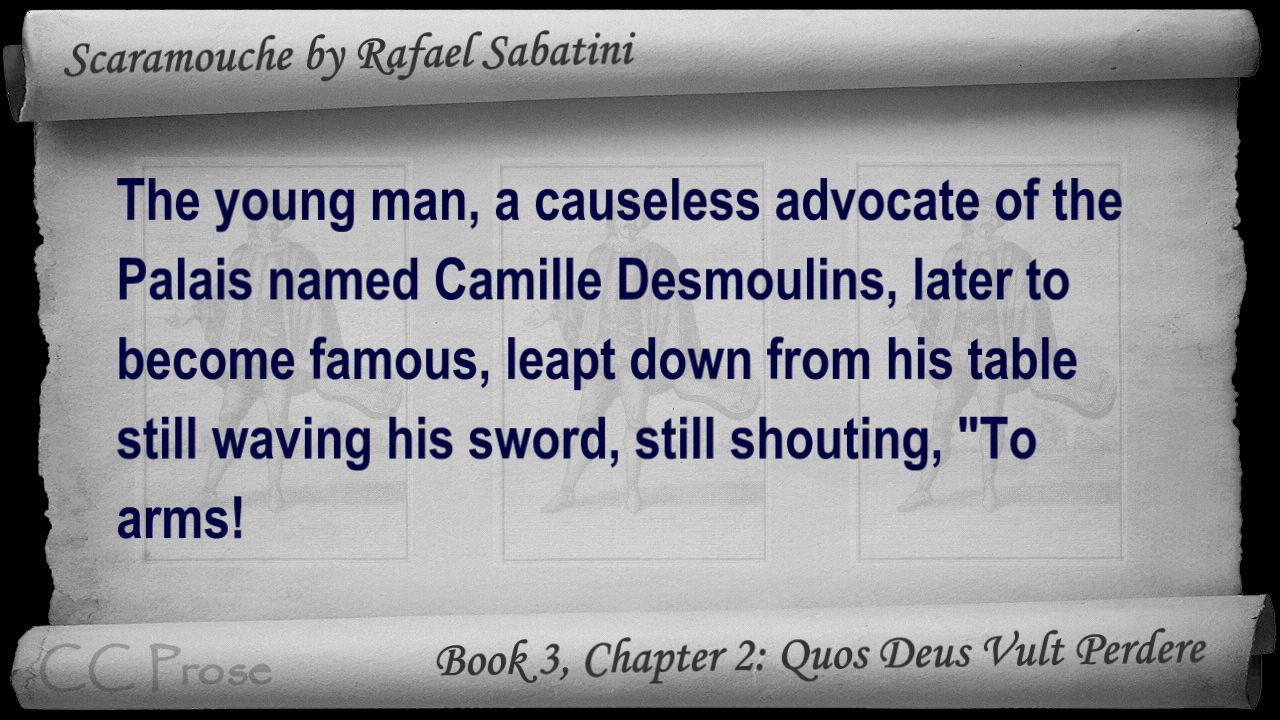 Scaramouche by Rafael Sabatini
The young man, a causeless advocate of the
Palais named Camille Desmoulins, later to
become famous, leapt down from his table
still waving his sword, still shouting, "To
arms!
CC Prose
Book 3, Chapter 2: Quos Deus Vult Perdere